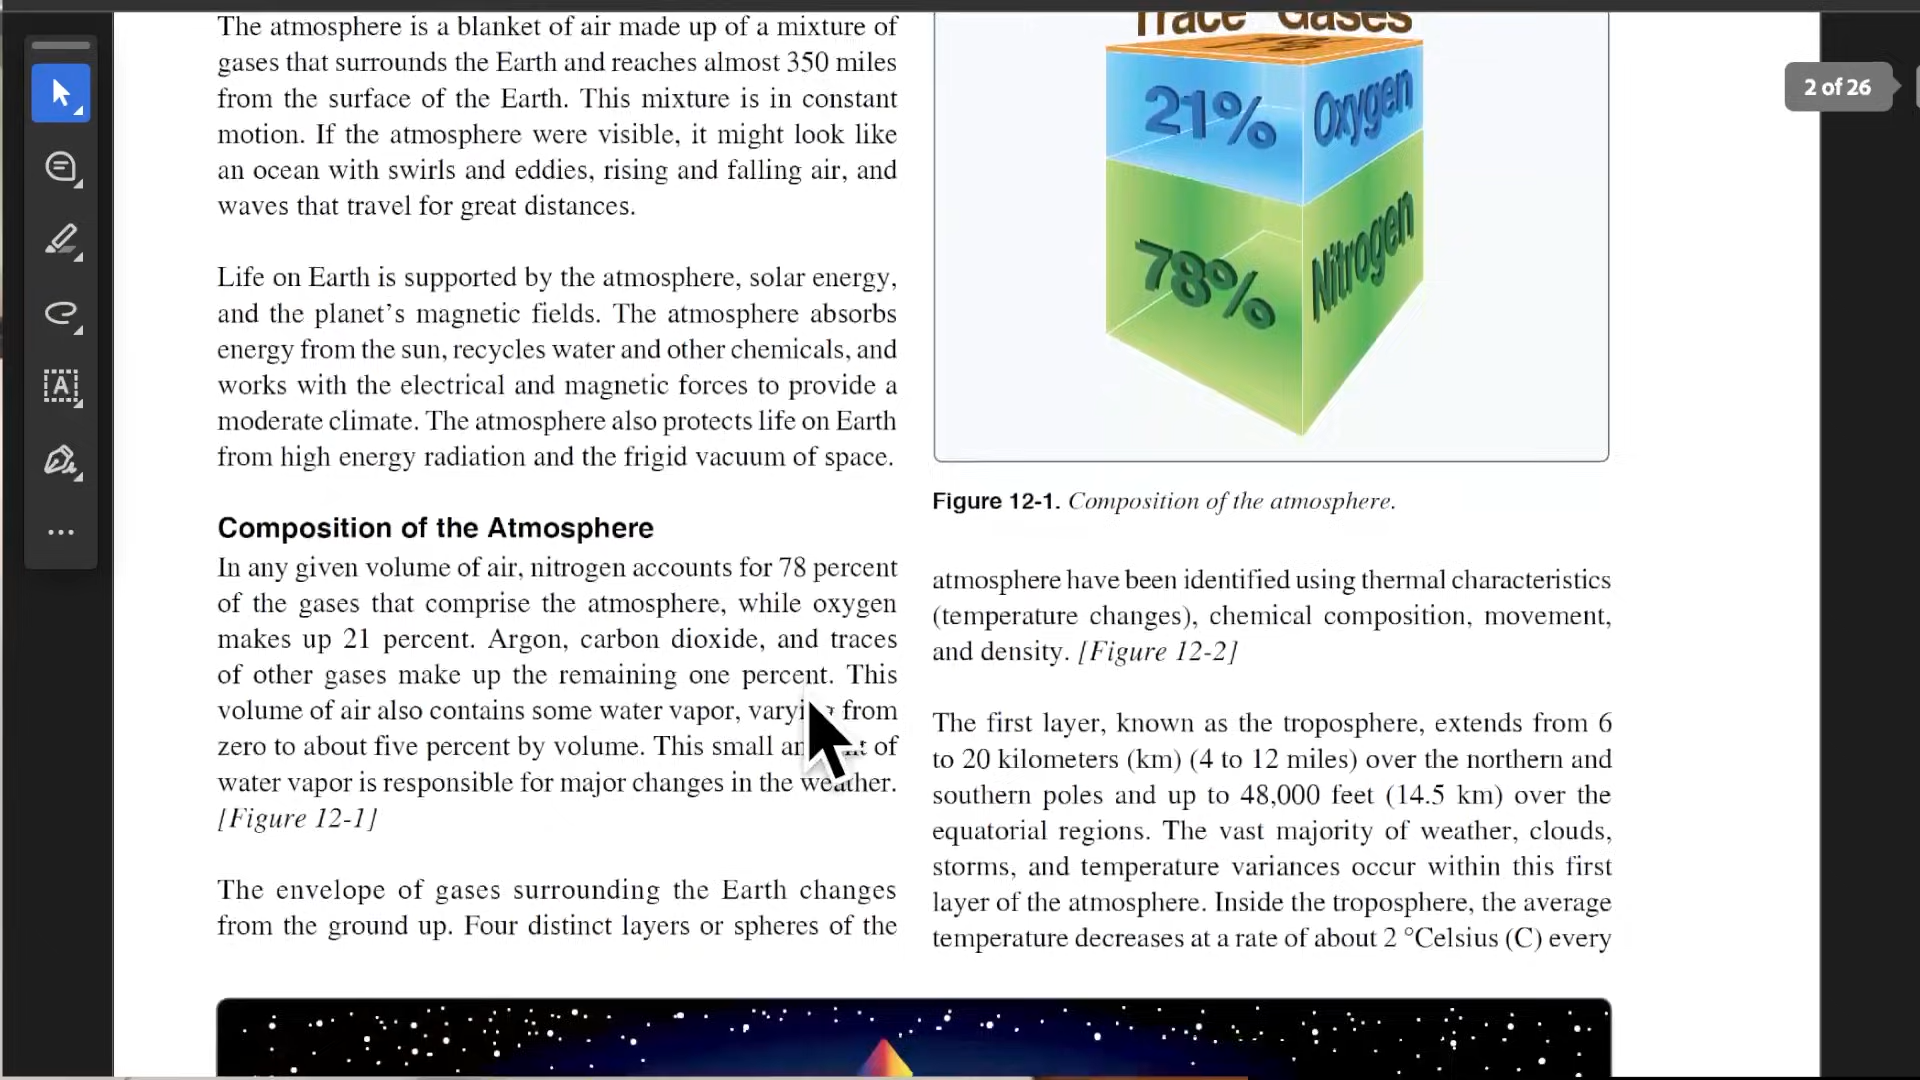 The atmosphere is a blanket of air made up of a mixture of
gases that surrounds the Earth and reaches almost 350 miles
from the surface of the Earth. This mixture is in constant
motion. If the atmosphere were visible, it might look like
an ocean with swirls and eddies, rising and falling air, and
waves that travel for great distances.
Life on Earth is supported by the atmosphere, solar energy,
and the planet's magnetic fields. The atmosphere absorbs
energy from the sun, recycles water and other chemicals, and
works with the electrical and magnetic forces to provide a
moderate climate. The atmosphere also protects life on Earth
from high energy radiation and the frigid vacuum of space.
Composition of the Atmosphere
In any given volume of air, nitrogen accounts for 78 percent
of the gases that comprise the atmosphere, while oxygen
makes up 21 percent. Argon, carbon dioxide, and traces
of other gases make up the remaining one percent. This
volume of air also contains some water vapor, from
zero to about five percent by volume. This small of
water vapor is responsible for major changes in the weather.
[Figure 12-1]
The envelope of gases surrounding the Earth changes
from the ground up. Four distinct layers or spheres of the
Trace Gases
21% Oxygen
78% Nitrogen
Figure 12-1. Composition of the atmosphere.
atmosphere have been identified using thermal characteristics
(temperature changes), chemical composition, movement,
and density. [Figure 12-2]
The first layer, known as the troposphere, extends from 6
to 20 kilometers (km) (4 to 12 miles) over the northern and
southern poles and up to 48,000 feet (14.5 km) over the
equatorial regions. The vast majority of weather, clouds,
storms, and temperature variances occur within this first
layer of the atmosphere. Inside the troposphere, the average
temperature decreases at a rate of about 2 °Celsius (C) every
2 of 26